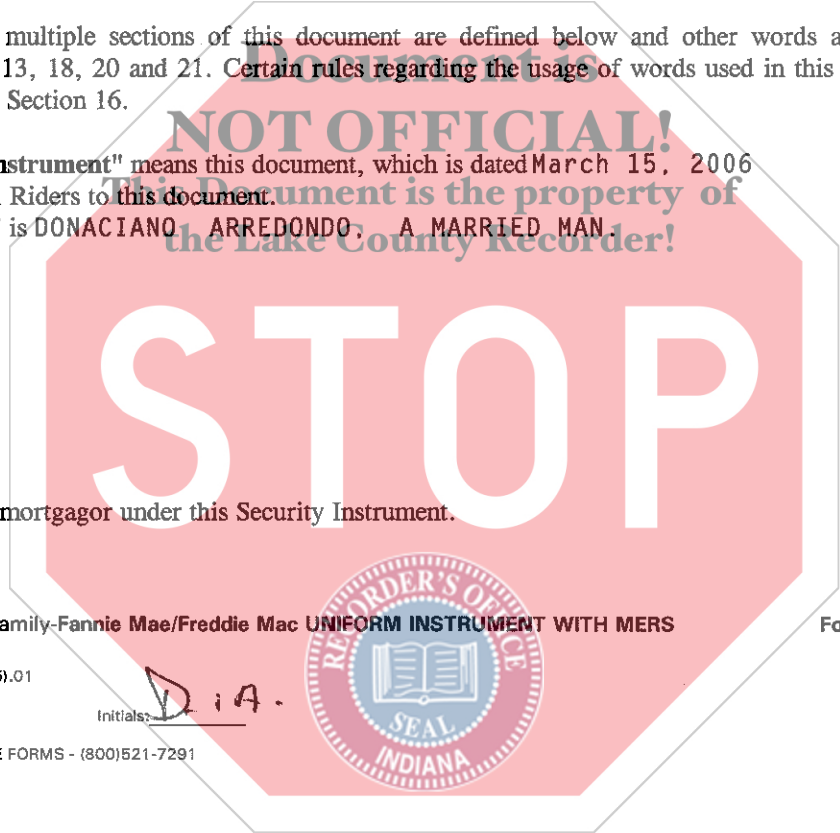 multiple sections of this document are defined below and other words a
Document is
13, 18, 20 and 21. Certain rules regarding the usage of words used in this
Section 16.
NOT OFFICIAL!
nstrument" means this document, which is dated March 15, 2006
Riders to this document.
This Document is the property of
is DONACIANO ARREDONDO, A MARRIED MAN.
the Lake County Recorder!
STOP
mortgagor under this Security Instrument.
RECORDER'S OFFICE
amily-Fannie Mae/Freddie Mac UNIFORM INSTRUMENT WITH MERS Fo
).01
Initials: D i A.
SEAL
FORMS - (800)521-7291
INDIANA